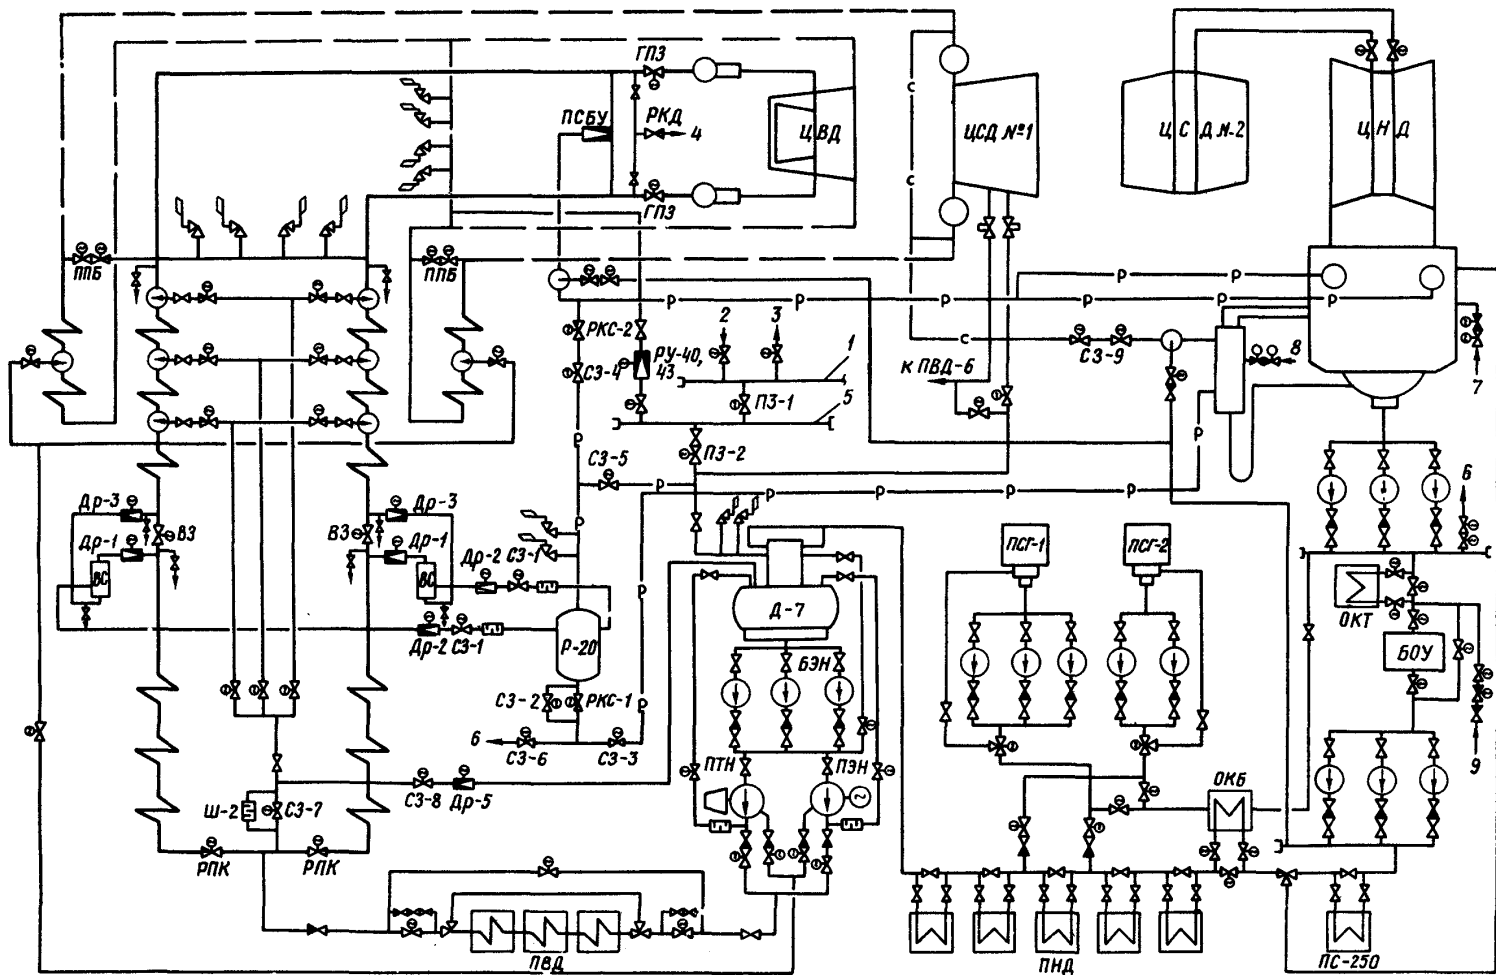 ГПЗ
ПСБУ
РКД
4
ЦВД
ЦСД №1
ЦСД №2
ЦНД
ГПЗ
ППБ
ППБ
Р
Р
Р
Р
Р
Р
Р
Р
с
с
с
2
3
1
РКС-2
РУ-40,
43
СЗ-4
СЗ-9
8
7
к ПВД-6
ПЗ-1
5
Р
ПЗ-2
Р
СЗ-5
Р
Р
Р
Р
Р
Р
6
Др-3
Др-3
ВЗ
ВЗ
Др-1
Др-1
ВС
ВС
Др-2
СЗ-1
ПСГ-1
ПСГ-2
Д-7
ОКТ
Др-2
СЗ-1
Р-20
Р
БОУ
БЭН
СЗ-2
РКС-1
Р
6
СЗ-6
СЗ-3
ПТН
ПЭН
9
СЗ-8
Др-5
ОКБ
Ш-2
СЗ-7
РПК
РПК
ПВД
ПНД
ПС-250